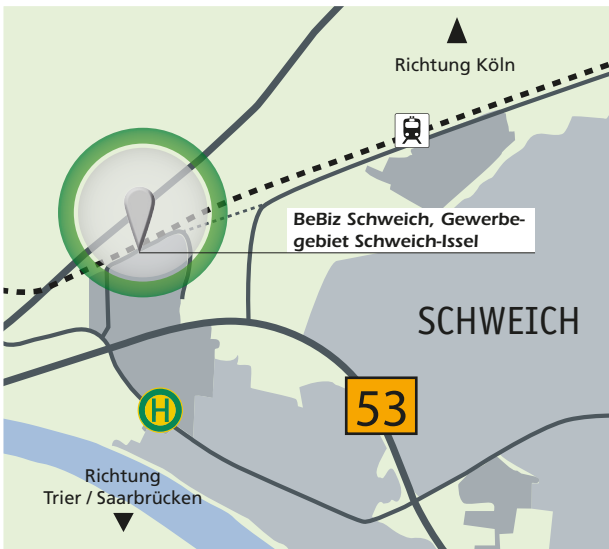 Richtung Köln
BeBiz Schweich, Gewerbe-
gebiet Schweich-Issel
SCHWEICH
53
H
Richtung
Trier / Saarbrücken